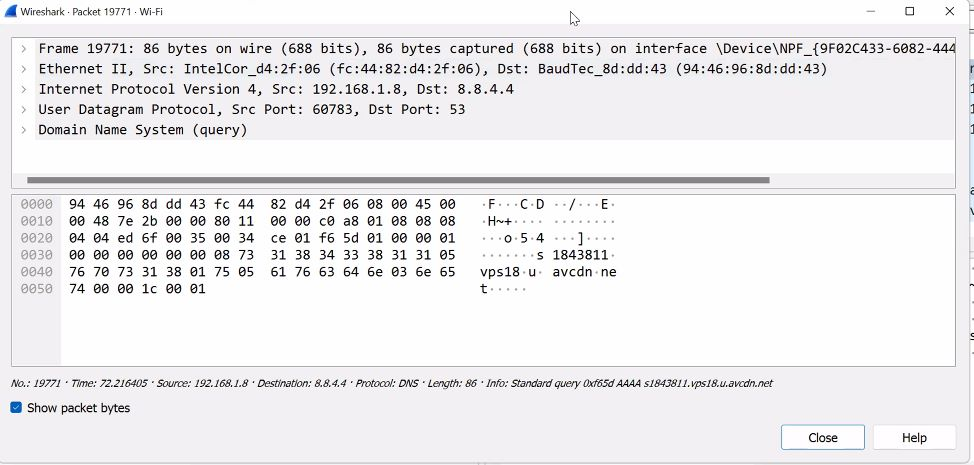 Wireshark · Packet 19771 · Wi-Fi
Frame 19771: 86 bytes on wire (688 bits), 86 bytes captured (688 bits) on interface \Device\NPF_{9F02C433-6082-444
Ethernet II, Src: IntelCor_d4:2f:06 (fc:44:82:d4:2f:06), Dst: BaudTec_8d:dd:43 (94:46:96:8d:dd:43)
Internet Protocol Version 4, Src: 192.168.1.8, Dst: 8.8.4.4
User Datagram Protocol, Src Port: 60783, Dst Port: 53
Domain Name System (query)
0000 94 46 96 8d dd 43 fc 44 82 d4 2f 06 08 00 45 00 ·F···C·D ··/···E·
0010 00 48 7e 2b 00 00 80 11 00 00 c0 a8 01 08 08 08 ·H~+···· ········
0020 04 04 ed 6f 00 35 00 34 ce 01 f6 5d 01 00 00 01 ···o·5·4 ···]····
0030 00 00 00 00 00 00 08 73 31 38 34 33 38 31 31 05 ·······s 1843811·
0040 76 70 73 31 38 01 75 05 61 76 63 64 6e 03 6e 65 vps18·u· avcdn·ne
0050 74 00 00 1c 00 01 t·····
No.: 19771 · Time: 72.216405 · Source: 192.168.1.8 · Destination: 8.8.4.4 · Protocol: DNS · Length: 86 · Info: Standard query 0xf65d AAAA s1843811.vps18.u.avcdn.net
Show packet bytes
Close Help